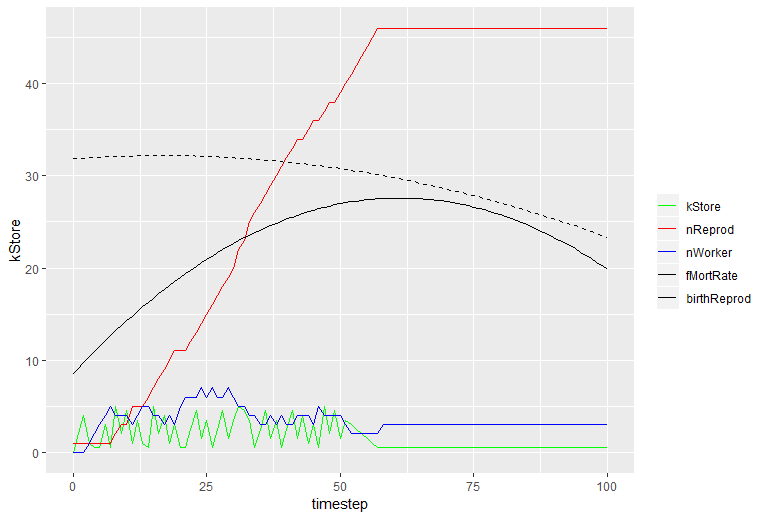 kStore
40
30
20
10
0
0
25
50
75
100
timestep
kStore
nReprod
nWorker
fMortRate
birthReprod